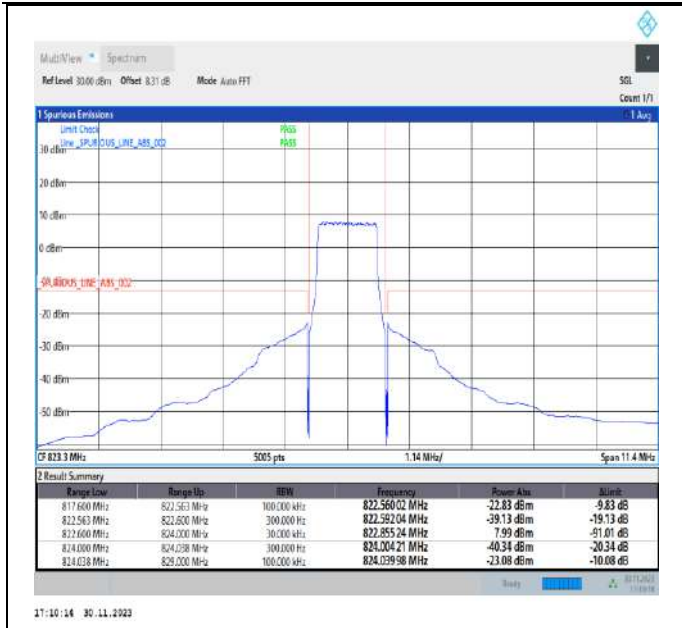 MultiView Spectrum
Ref Level 30.00 dBm Offset 8.31 dB Mode Auto FFT SGL
Count 1/1
1 Spurious Emissions 1 Avg
Limit Check PASS
Line _SPURIOUS_LINE_ABS_002 PASS
30 dBm
20 dBm
10 dBm
0 dBm
_SPURIOUS_LINE_ABS_002
-20 dBm
-30 dBm
-40 dBm
-50 dBm
CF 823.3 MHz 5005 pts 1.14 MHz/ Span 11.4 MHz
2 Result Summary
Range Low Range Up RBW Frequency Power Abs ΔLimit
817.600 MHz 822.563 MHz 100.000 kHz 822.56002 MHz -22.83 dBm -9.83 dB
822.563 MHz 822.600 MHz 300.000 Hz 822.59204 MHz -39.13 dBm -19.13 dB
822.600 MHz 824.000 MHz 30.000 kHz 822.85524 MHz 7.99 dBm -91.01 dB
824.000 MHz 824.038 MHz 300.000 Hz 824.00421 MHz -40.34 dBm -20.34 dB
824.038 MHz 829.000 MHz 100.000 kHz 824.03998 MHz -23.08 dBm -10.08 dB
Ready
17:10:14 30.11.2023